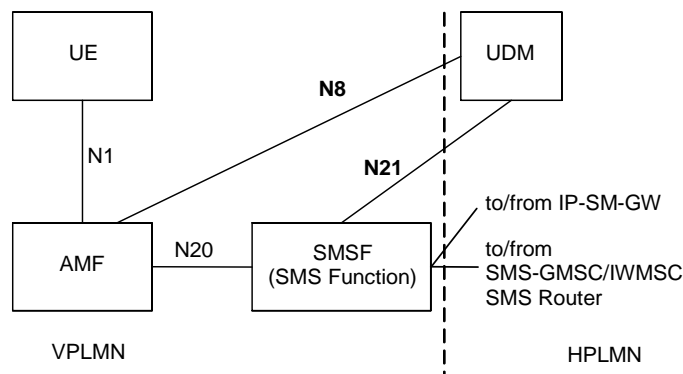 UE
UDM
N8
N1
N21
to/from IP-SM-GW
AMF
N20
SMSF
(SMS Function)
to/from
SMS-GMSC/IWMSC
SMS Router
VPLMN
HPLMN